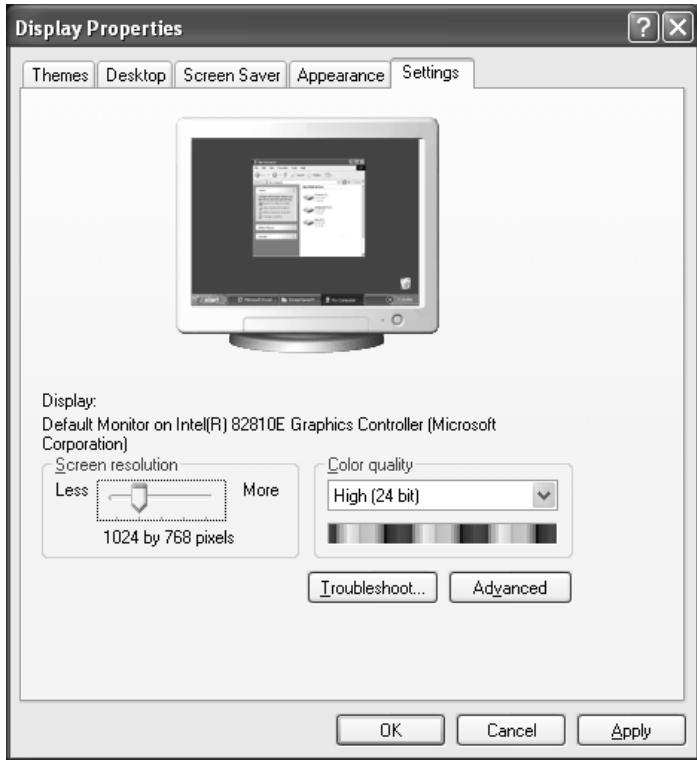 Display Properties
Themes Desktop Screen Saver Appearance Settings
Display:
Default Monitor on Intel(R) 82810E Graphics Controller (Microsoft
Corporation)
Screen resolution
Less More
1024 by 768 pixels
Color quality
High (24 bit)
Troubleshoot... Advanced
OK Cancel Apply